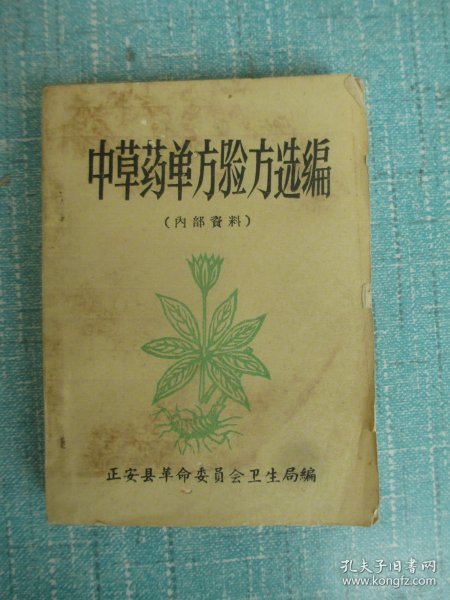 中草药单方验方选编
(内部資料)
正安县革命委員会卫生局編
孔夫子旧书网
www.kongfz.com